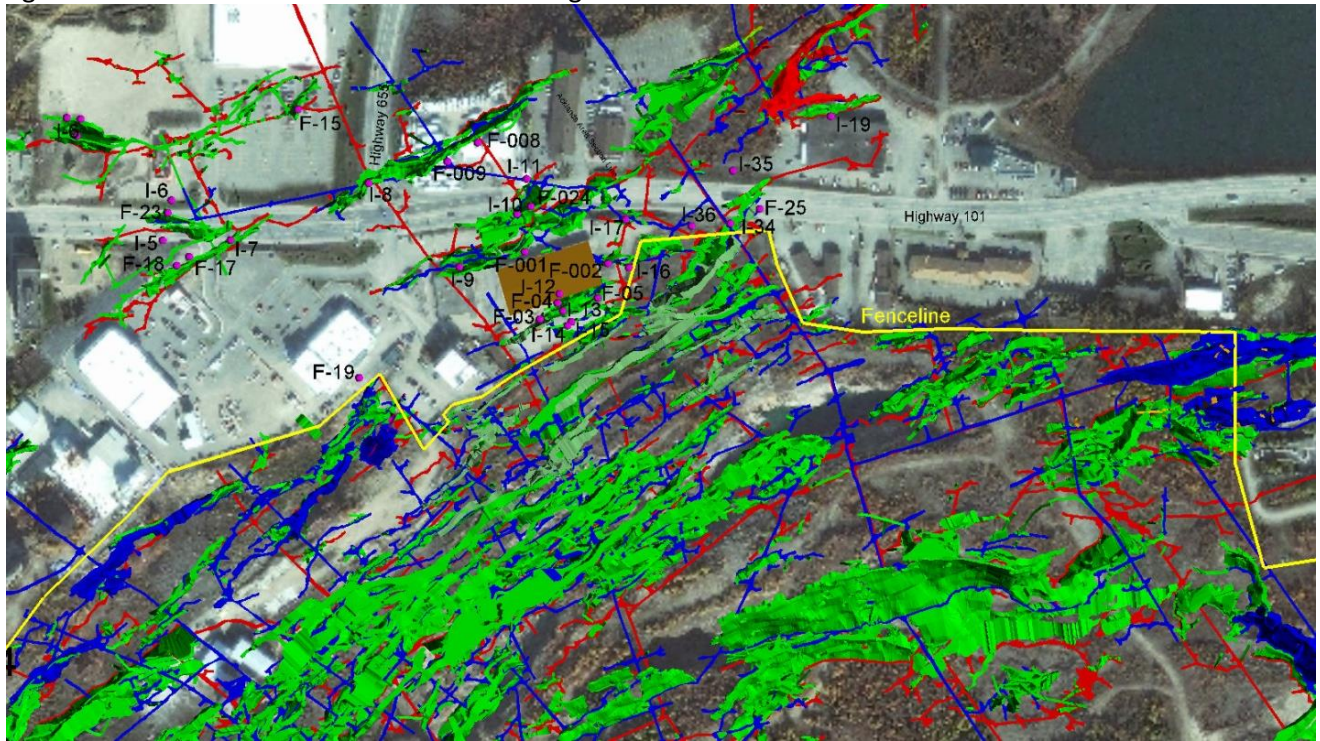 F-15
Highway 655
I-6
F-008
I-19
F-009
I-11
I-35
I-8
I-6
F-024
F-23
I-10
F-25
Highway 101
I-17
I-36
I-34
I-5
I-7
F-18
F-17
F-001
F-002
I-16
I-9
I-12
F-04
F-05
I-13
F-03
I-14
I-15
Fenceline
F-19